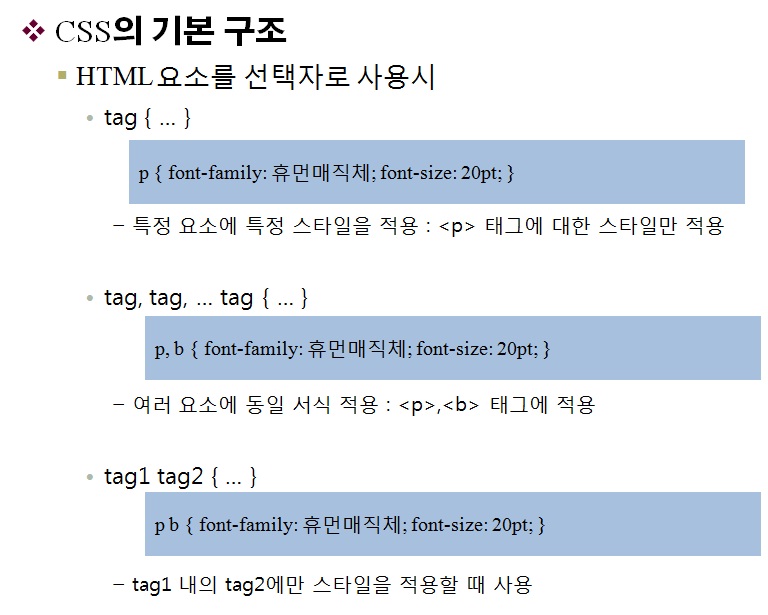 CSS의 기본 구조
HTML 요소를 선택자로 사용시
tag { … }
p { font-family: 휴먼매직체; font-size: 20pt; }
– 특정 요소에 특정 스타일을 적용 : <p> 태그에 대한 스타일만 적용
tag, tag, … tag { … }
p, b { font-family: 휴먼매직체; font-size: 20pt; }
– 여러 요소에 동일 서식 적용 : <p>,<b> 태그에 적용
tag1 tag2 { … }
p b { font-family: 휴먼매직체; font-size: 20pt; }
– tag1 내의 tag2에만 스타일을 적용할 때 사용